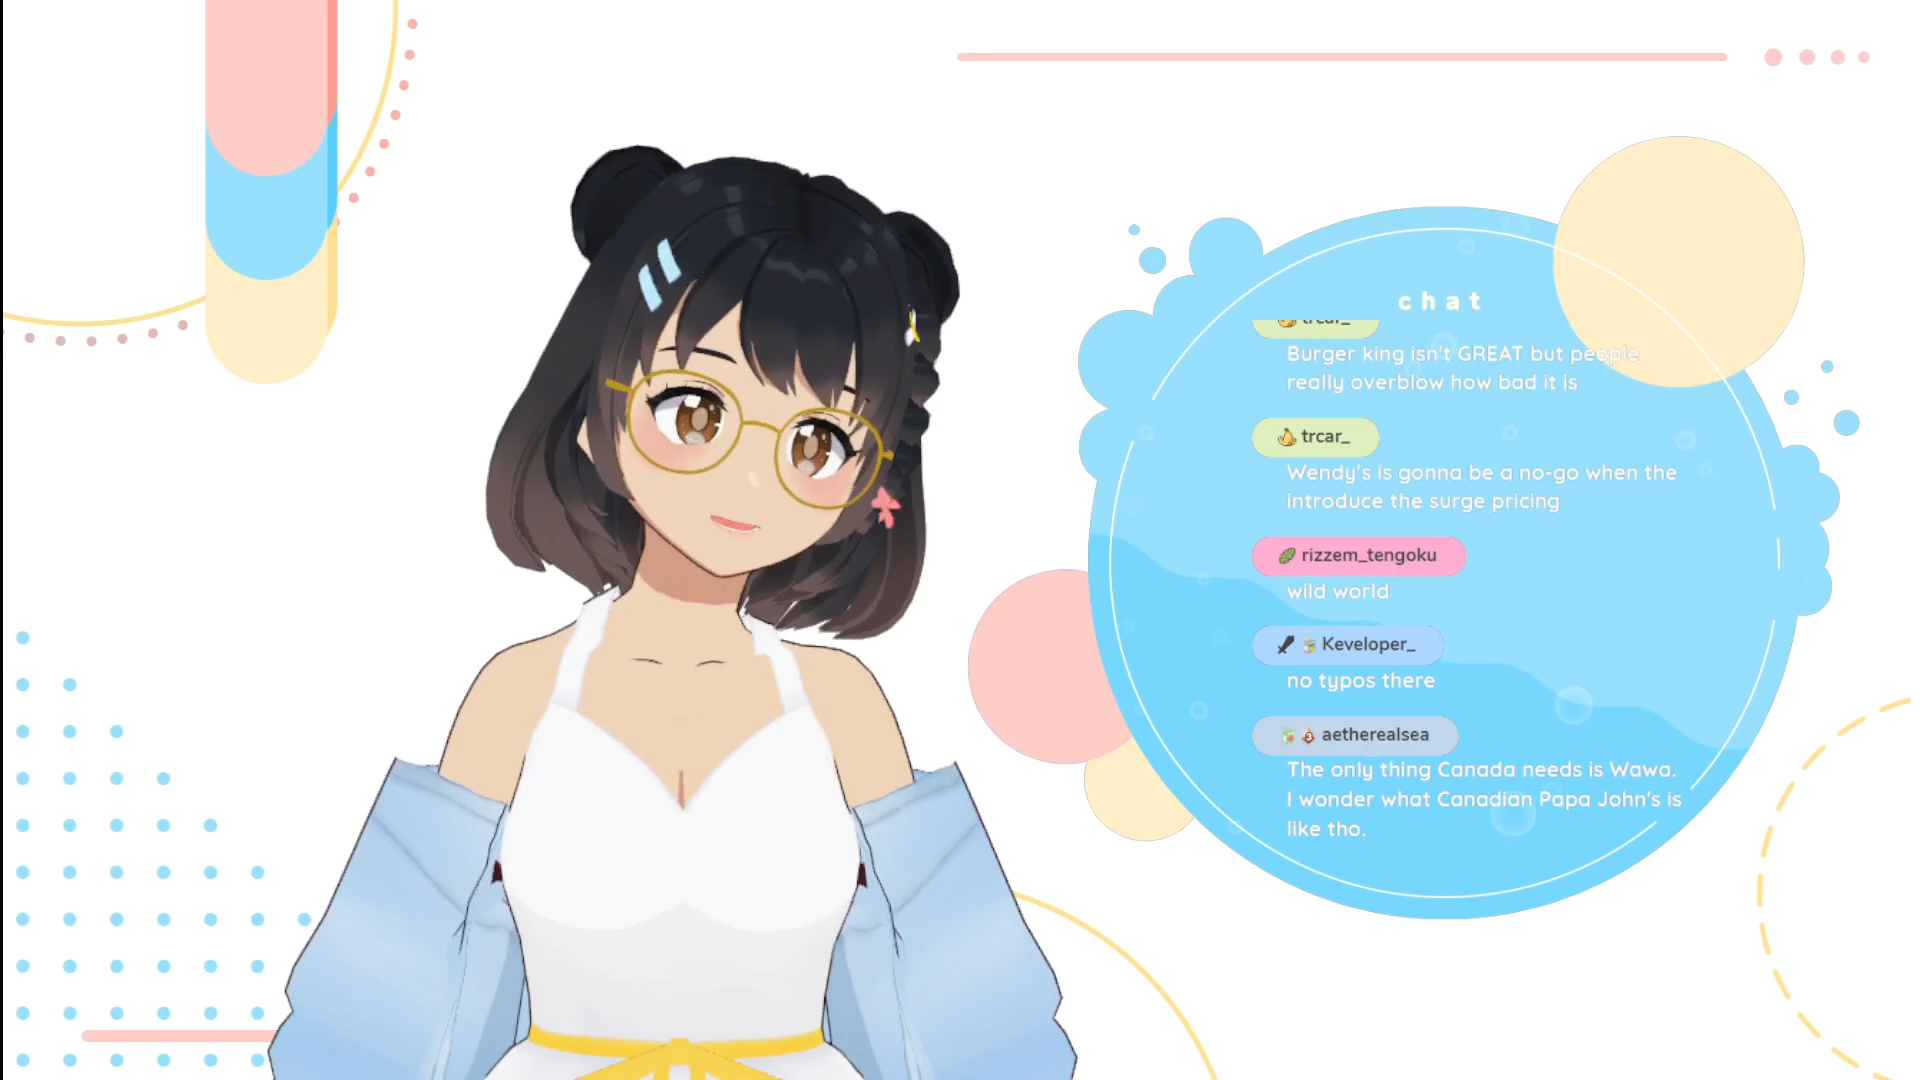 chat
trcar_
Burger king isn't GREAT but people
really overblow how bad it is
trcar_
Wendy's is gonna be a no-go when the
introduce the surge pricing
rizzem_tengoku
wild world
Keveloper_
no typos there
aetherealsea
The only thing Canada needs is Wawa.
I wonder what Canadian Papa John's is
like tho.